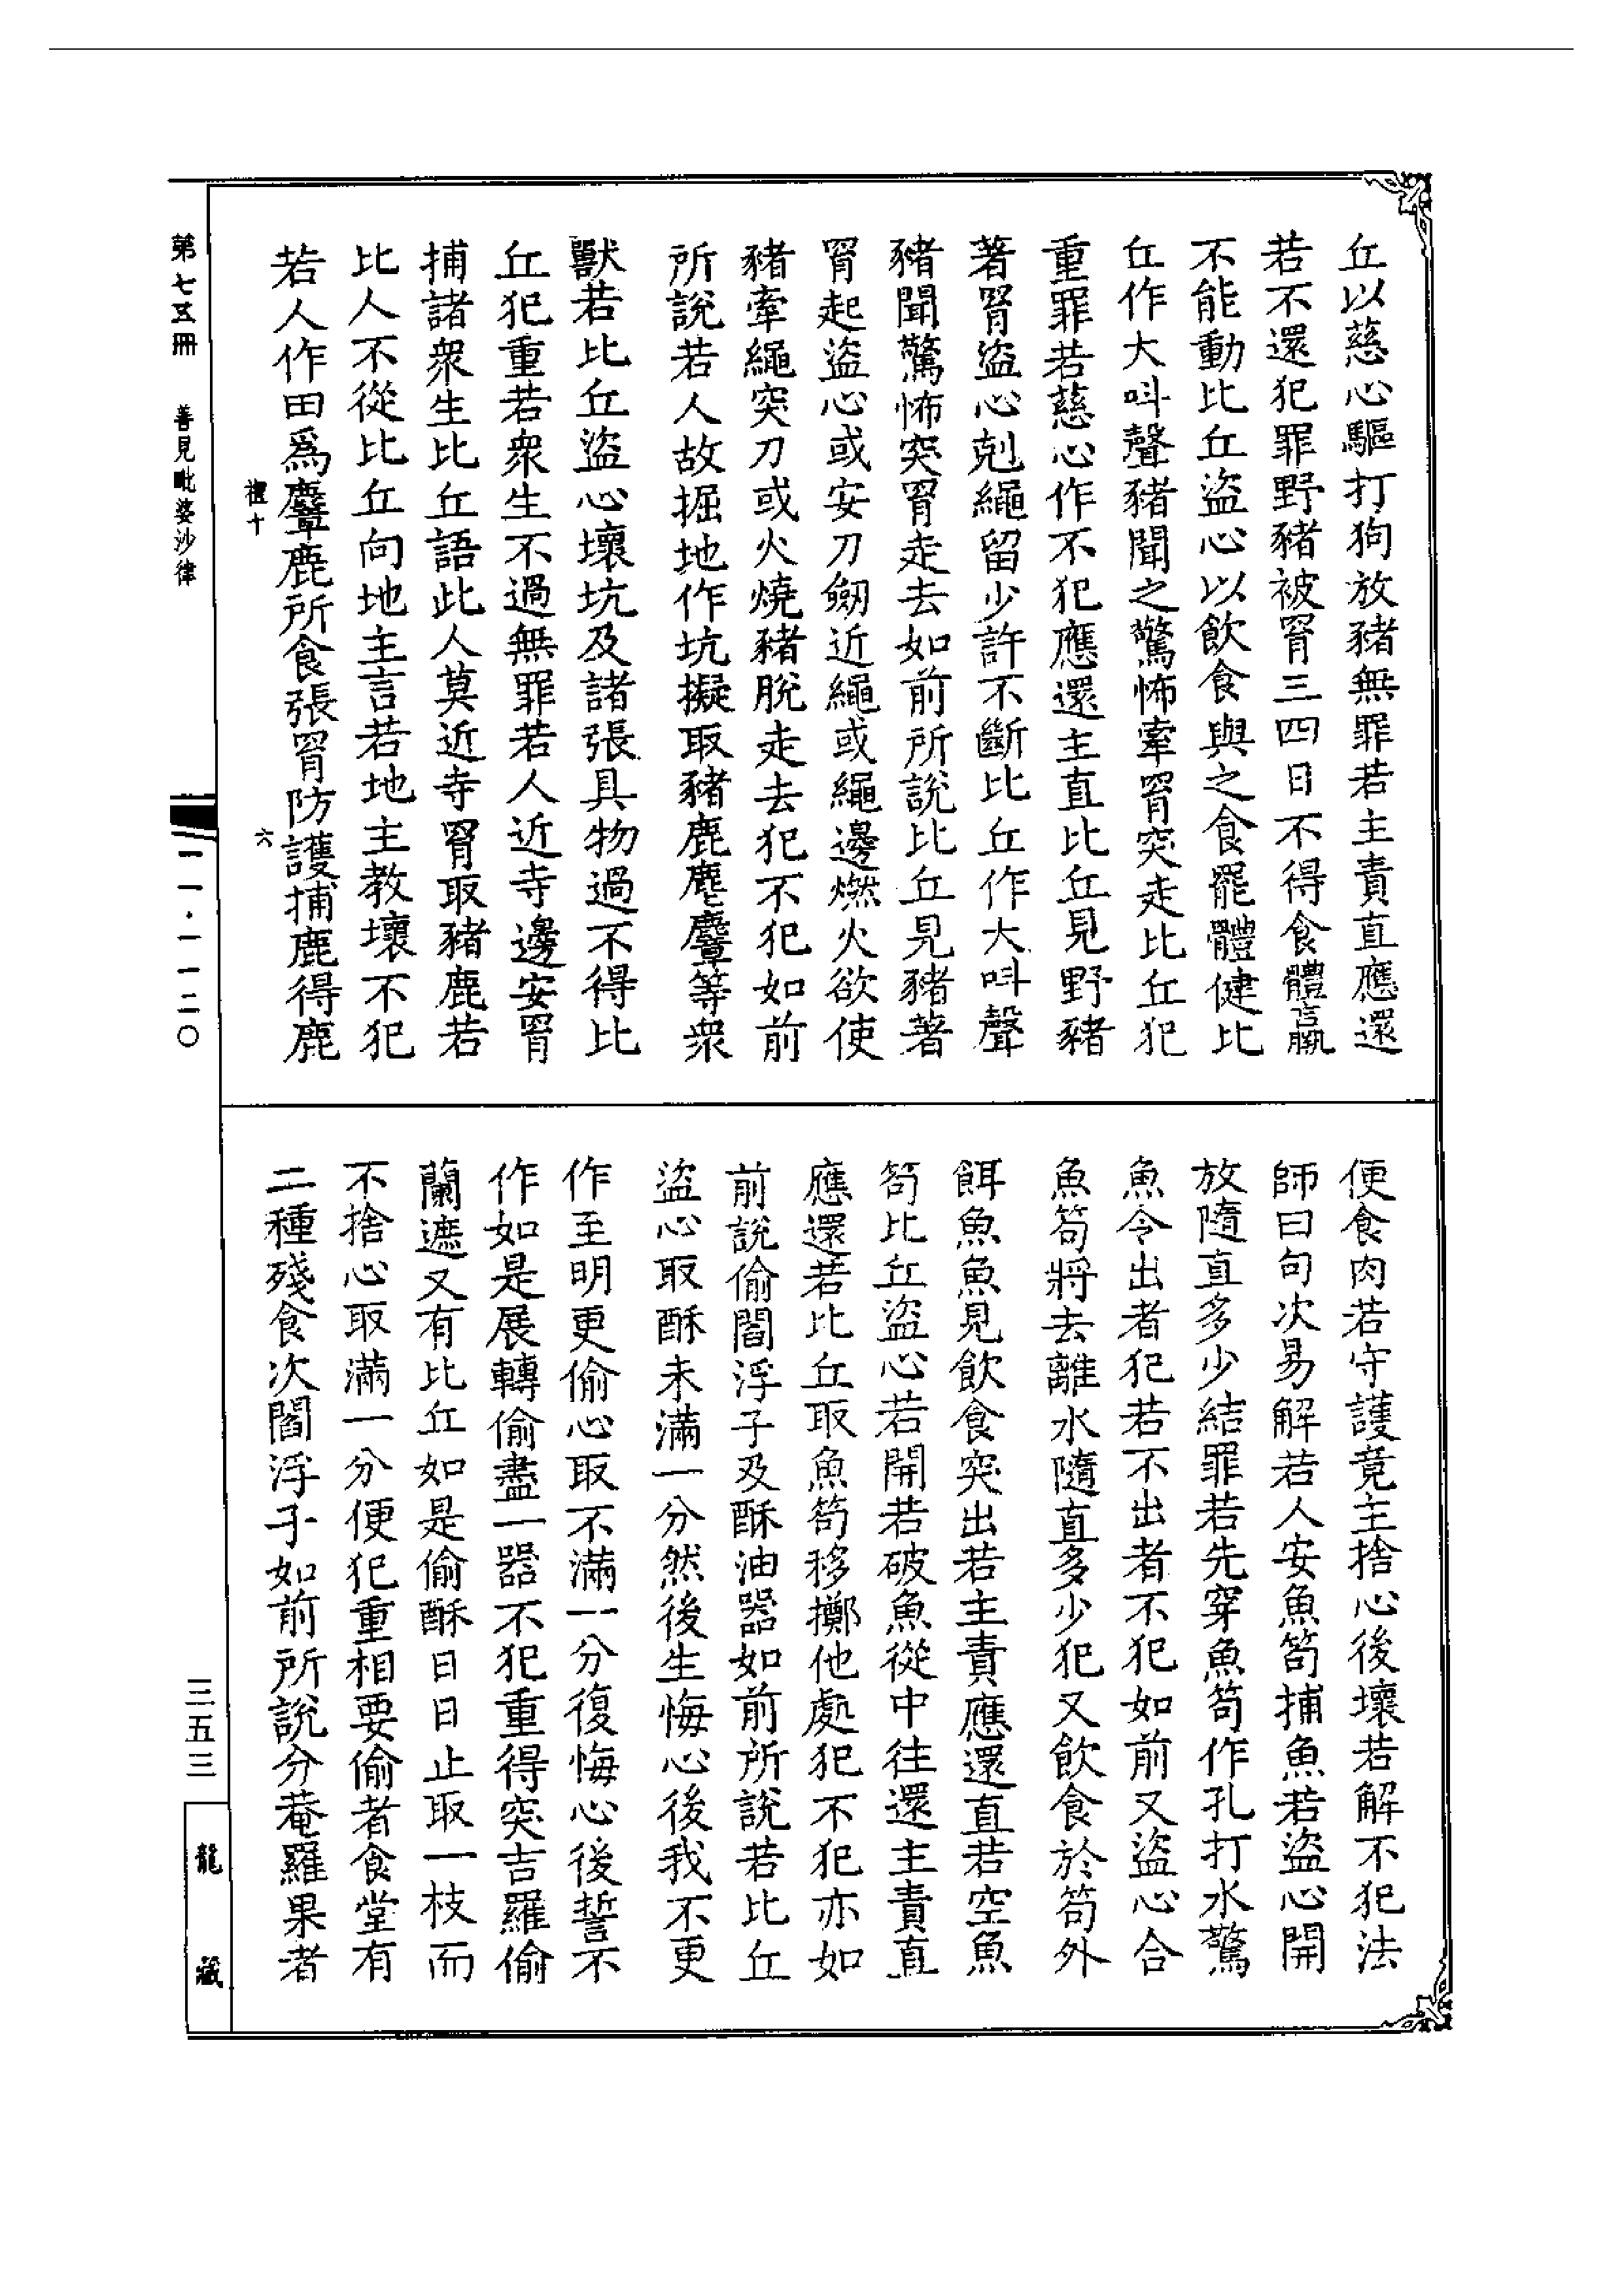 丘以慈心驅打狗放豬無罪若主責直應還
若不還犯罪野豬被罥三四日不得食體羸
不能動比丘盜心以飲食與之食罷體健比
丘作大叫聲豬聞之驚怖牽罥突走比丘犯
重罪若慈心作不犯應還主直比丘見野豬
著罥盜心剋繩留少許不斷比丘作大叫聲
豬聞驚怖突罥走去如前所說比丘見豬著
罥起盜心或安刀劒近繩或繩邊燃火欲使
豬牽繩突刀或火燒豬脫走去犯不犯如前
所說若人故掘地作坑擬取豬鹿麈麞等衆
獸若比丘盜心壞坑及諸張具物過不得比
丘犯重若衆生不過無罪若人近寺邊安罥
捕諸衆生比丘語此人莫近寺罥取豬鹿若
比人不從比丘向地主言若地主教壞不犯
若人作田爲麞鹿所食張罥防護捕鹿得鹿
便食肉若守護竟主捨心後壞若解不犯法
師曰句次易解若人安魚笱捕魚若盜心開
放隨直多少結罪若先穿魚笱作孔打水驚
魚令出者犯若不出者不犯如前又盜心合
魚笱將去離水隨直多少犯又飲食於笱外
餌魚魚見飲食突出若主責應還直若空魚
笱比丘盜心若開若破魚從中往還主責直
應還若比丘取魚笱移擲他處犯不犯亦如
前說偷閻浮子及酥油器如前所說若比丘
盜心取酥未滿一分然後生悔心後我不更
作至明更偷心取不滿一分復悔心後誓不
作如是展轉偷盡一器不犯重得突吉羅偷
蘭遮又有比丘如是偷酥日日止取一枝而
不捨心取滿一分便犯重相要偷者食堂有
二種殘食次閻浮子如前所說分菴羅果者
第七五冊
善見毗婆沙律
禮十
六
一一·一一二〇
三五三
龍藏